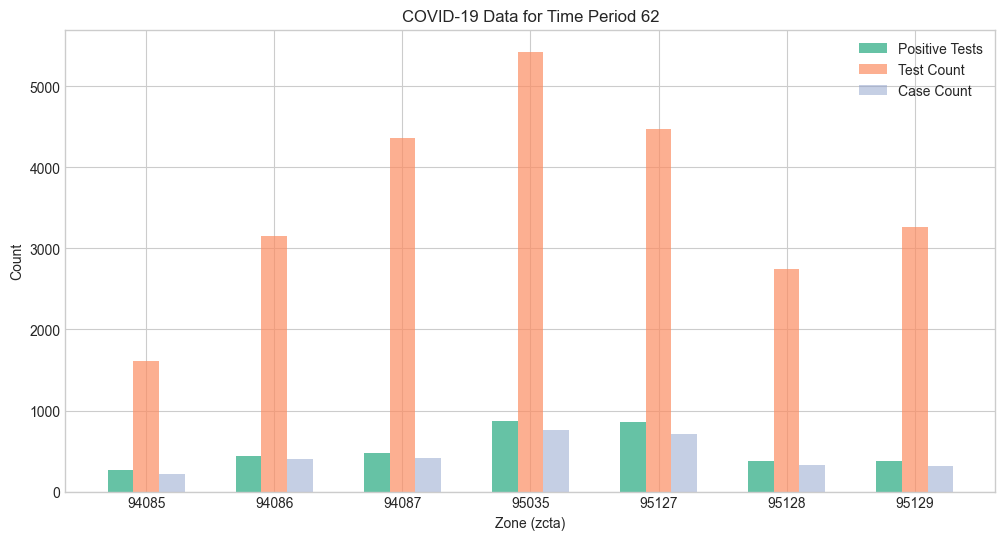 COVID-19 Data for Time Period 62
Positive Tests
Test Count
Case Count
Count
5000
4000
3000
2000
1000
0
94085 94086 94087 95035 95127 95128 95129
Zone (zcta)